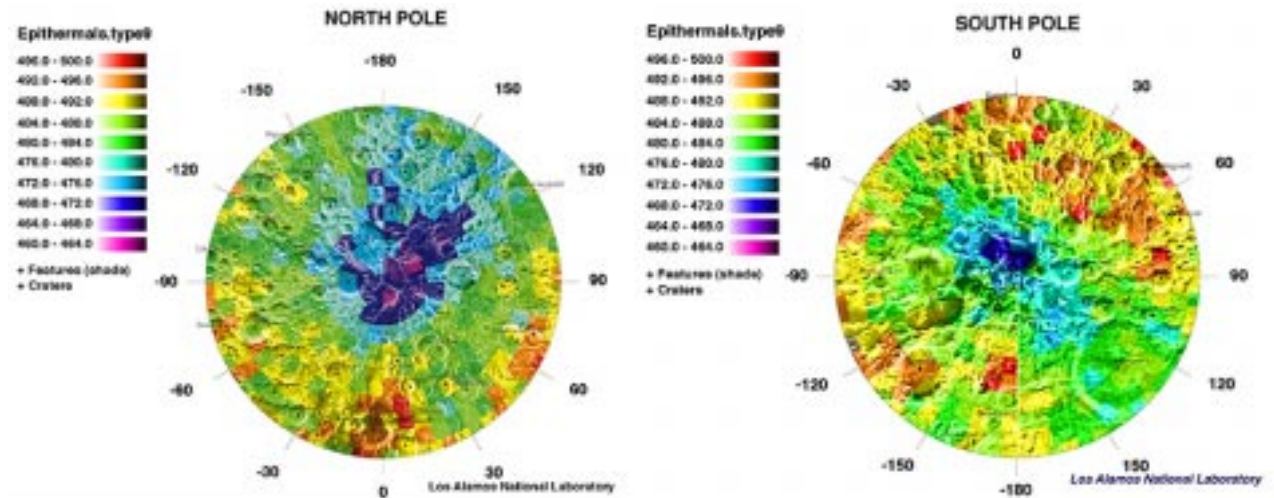 NORTH POLE
Epithermals.type0
496.0 - 500.0
492.0 - 496.0
488.0 - 492.0
484.0 - 488.0
480.0 - 484.0
476.0 - 480.0
472.0 - 476.0
468.0 - 472.0
464.0 - 468.0
460.0 - 464.0
+ Features (shade)
+ Craters
-180
-150
150
-120
120
-90
90
-60
60
-30
30
0
Los Alamos National Laboratory
SOUTH POLE
Epithermals.type0
496.0 - 500.0
492.0 - 496.0
488.0 - 492.0
484.0 - 488.0
480.0 - 484.0
476.0 - 480.0
472.0 - 476.0
468.0 - 472.0
464.0 - 468.0
460.0 - 464.0
+ Features (shade)
+ Craters
0
-30
30
-60
60
-90
90
-120
120
-150
150
-180
Los Alamos National Laboratory